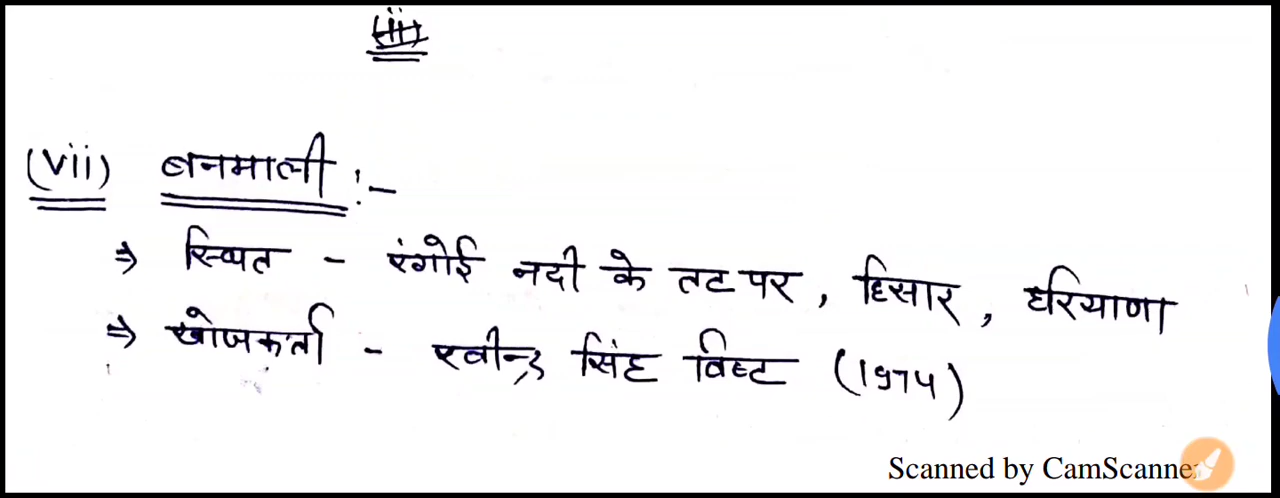 (vii) बनमाली :-
⇒ स्थित - रंगोई नदी के तट पर, हिसार, हरियाणा
⇒ खोजकर्ता - रवीन्द्र सिंह विष्ट (1974)
Scanned by CamScanner